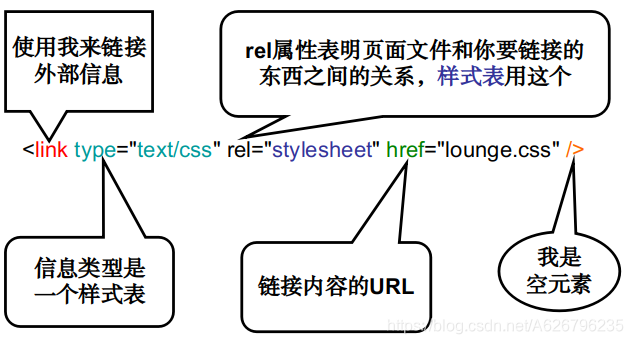 使用我来链接
外部信息
rel属性表明页面文件和你要链接的
东西之间的关系，样式表用这个
<link type="text/css" rel="stylesheet" href="lounge.css" />
信息类型是
一个样式表
链接内容的URL
我是
空元素
https://blog.csdn.net/A626796235